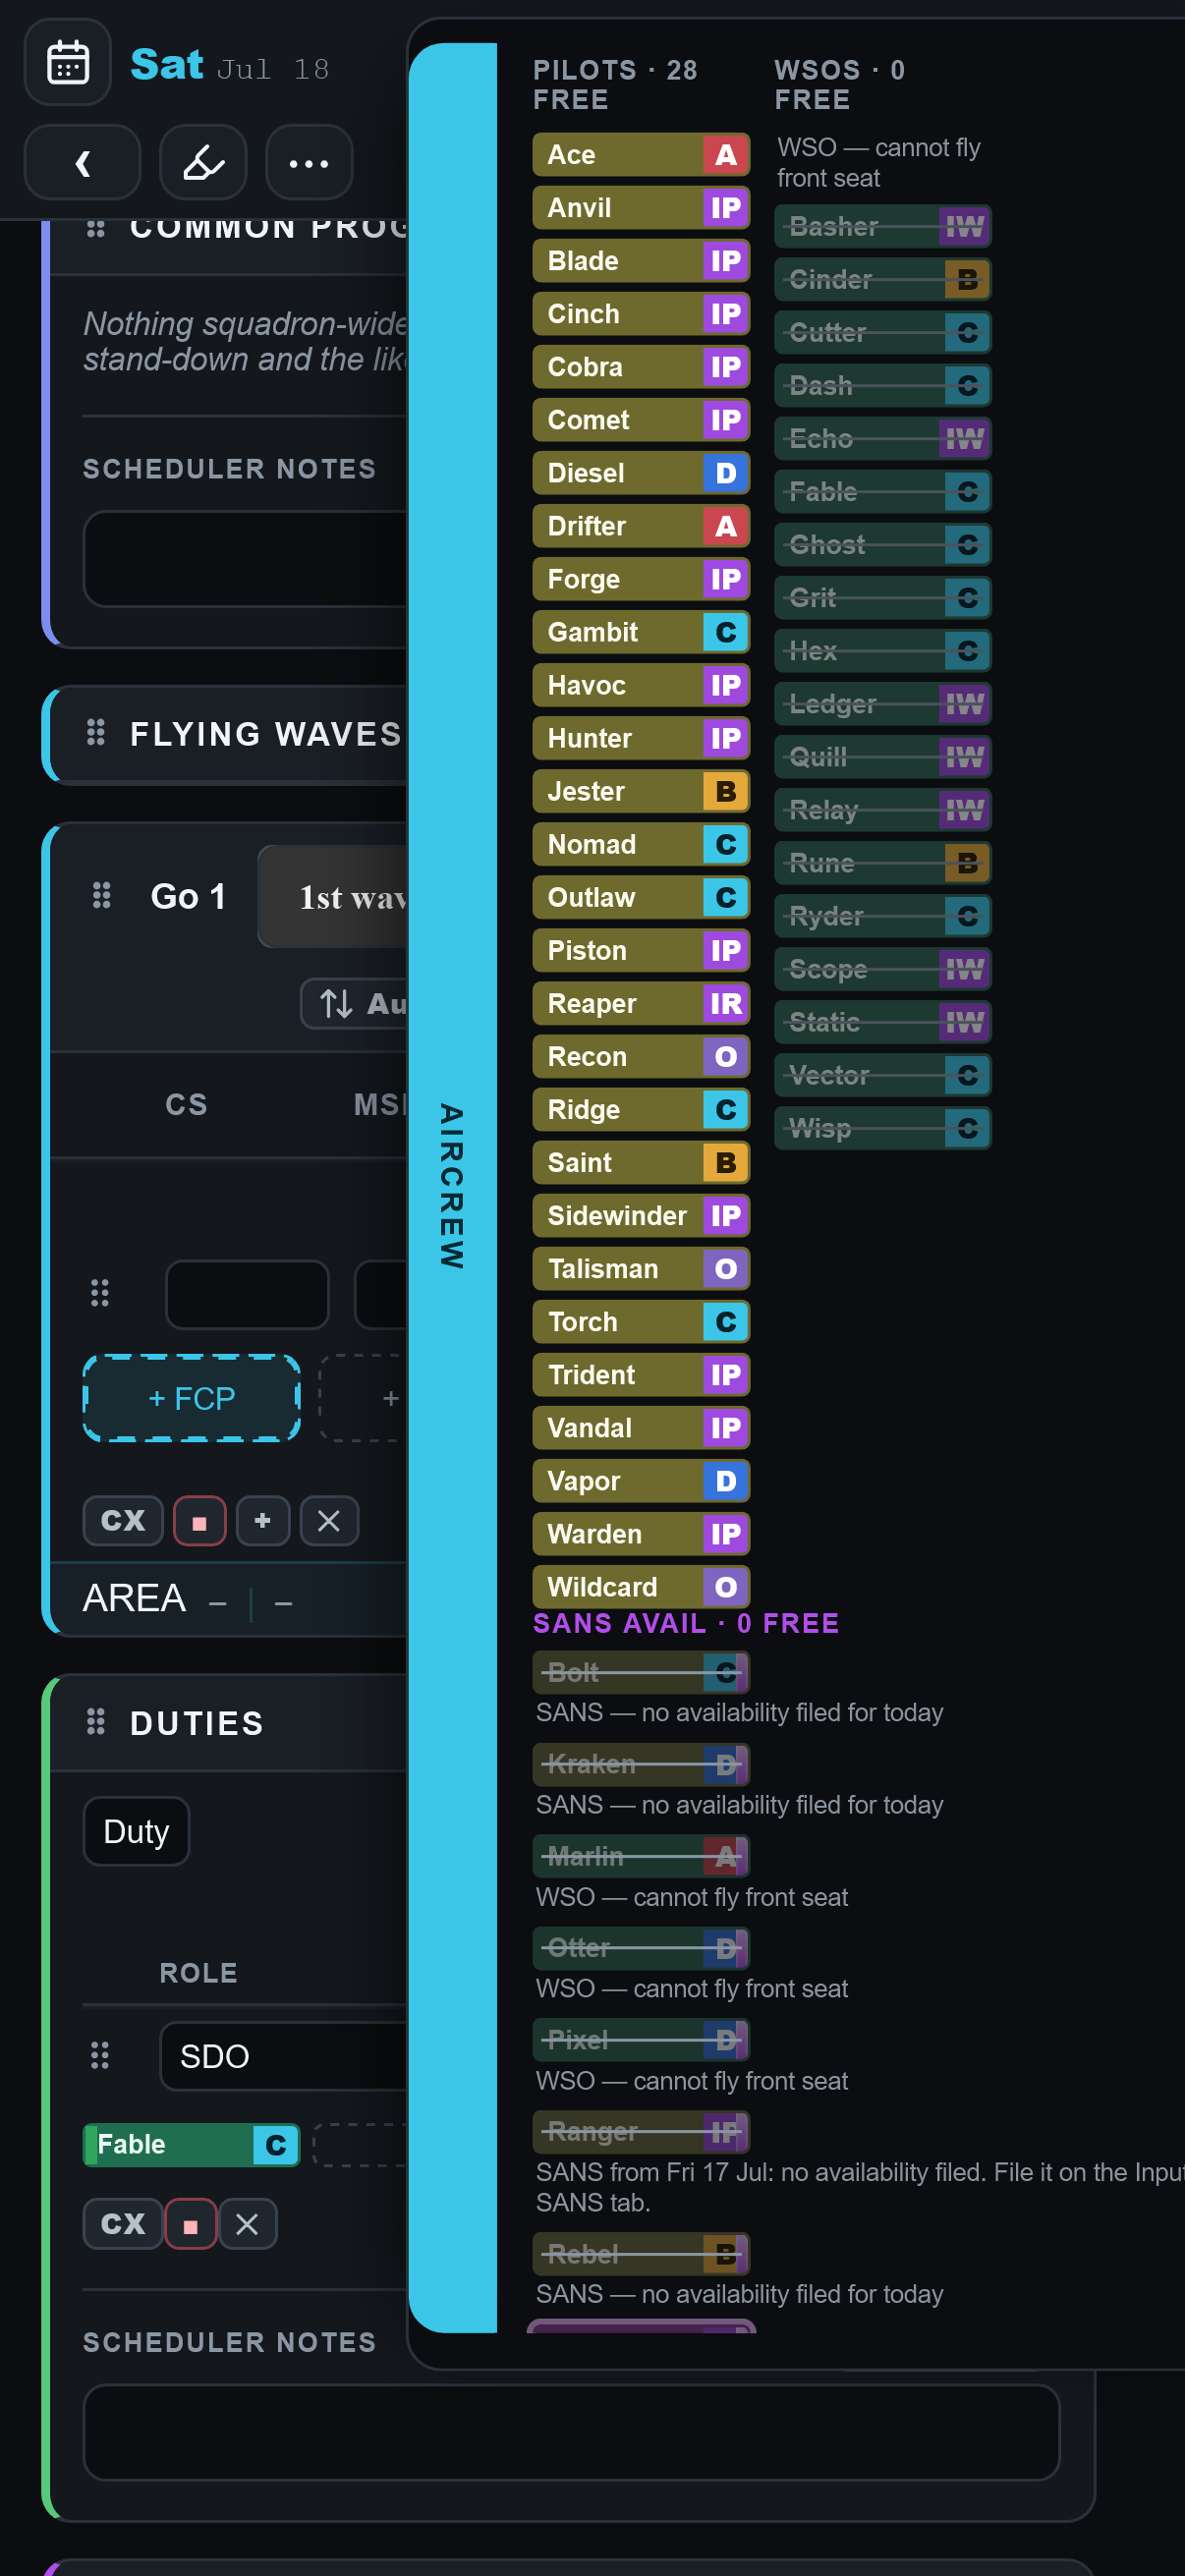 Sat Jul 18
COMMON PROG
Nothing squadron-wide
stand-down and the lik
SCHEDULER NOTES
FLYING WAVES
Go 1
1st wav
Au
CS
+ FCP
+
CX
+
AREA – | –
DUTIES
Duty
ROLE
SDO
Fable C
CX
SCHEDULER NOTES
AIRCREW
PILOTS · 28
FREE
Ace A
Anvil IP
Blade IP
Cinch IP
Cobra IP
Comet IP
Diesel D
Drifter A
Forge IP
Gambit C
Havoc IP
Hunter IP
Jester B
Nomad C
Outlaw C
Piston IP
Reaper IR
Recon O
Ridge C
Saint B
Sidewinder IP
Talisman O
Torch C
Trident IP
Vandal IP
Vapor D
Warden IP
Wildcard O
WSOS · 0
FREE
WSO — cannot fly
front seat
Basher IW
Cinder B
Cutter C
Dash C
Echo IW
Fable C
Ghost C
Grit C
Hex C
Ledger IW
Quill IW
Relay IW
Rune B
Ryder C
Scope IW
Static IW
Vector C
Wisp C
SANS AVAIL · 0 FREE
Bolt C
SANS — no availability filed for today
Kraken D
SANS — no availability filed for today
Marlin A
WSO — cannot fly front seat
Otter D
WSO — cannot fly front seat
Pixel D
WSO — cannot fly front seat
Ranger IP
SANS from Fri 17 Jul: no availability filed. File it on the Input
SANS tab.
Rebel B
SANS — no availability filed for today